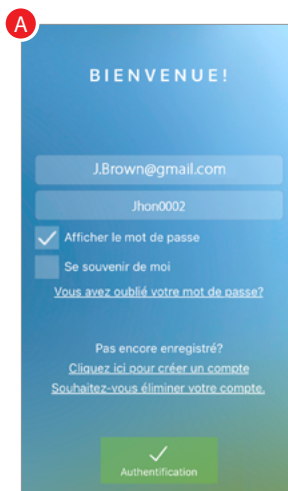 A
BIENVENUE!
J.Brown@gmail.com
Jhon0002
Afficher le mot de passe
Se souvenir de moi
Vous avez oublié votre mot de passe?
Pas encore enregistré?
Cliquez ici pour créer un compte
Souhaitez-vous éliminer votre compte.
Authentification